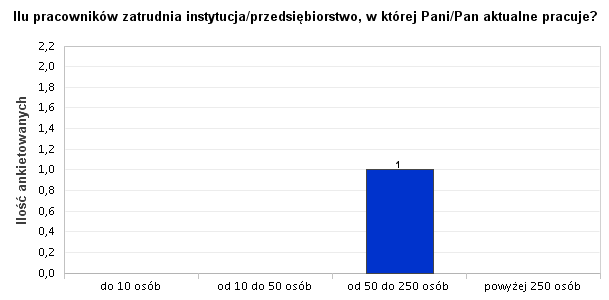 Ilu pracowników zatrudnia instytucja/przedsiębiorstwo, w której Pani/Pan aktualne pracuje?
Ilość ankietowanych
2,2
2,0
1,8
1,6
1,4
1,2
1,0
0,8
0,6
0,4
0,2
0,0
1
do 10 osób
od 10 do 50 osób
od 50 do 250 osób
powyżej 250 osób